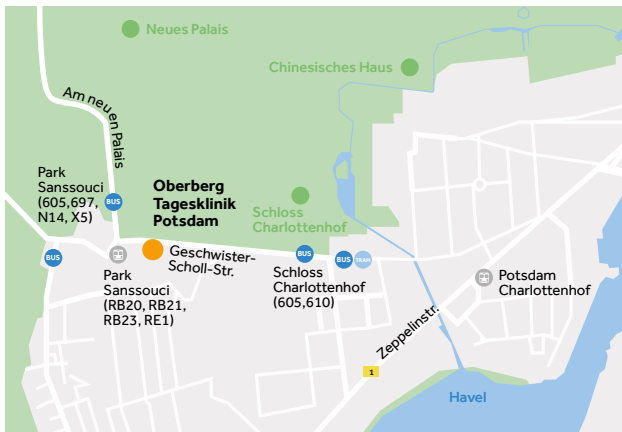 Neues Palais
Chinesisches Haus
Am neuen Palais
Park
Sanssouci
(605,697,
N14, X5)
BUS
Oberberg
Tagesklinik
Potsdam
Schloss
Charlottenhof
BUS
Geschwister-
Scholl-Str.
BUS
BUS
TRAM
Park
Sanssouci
(RB20, RB21,
RB23, RE1)
Schloss
Charlottenhof
(605,610)
Potsdam
Charlottenhof
Zeppelinstr.
1
Havel